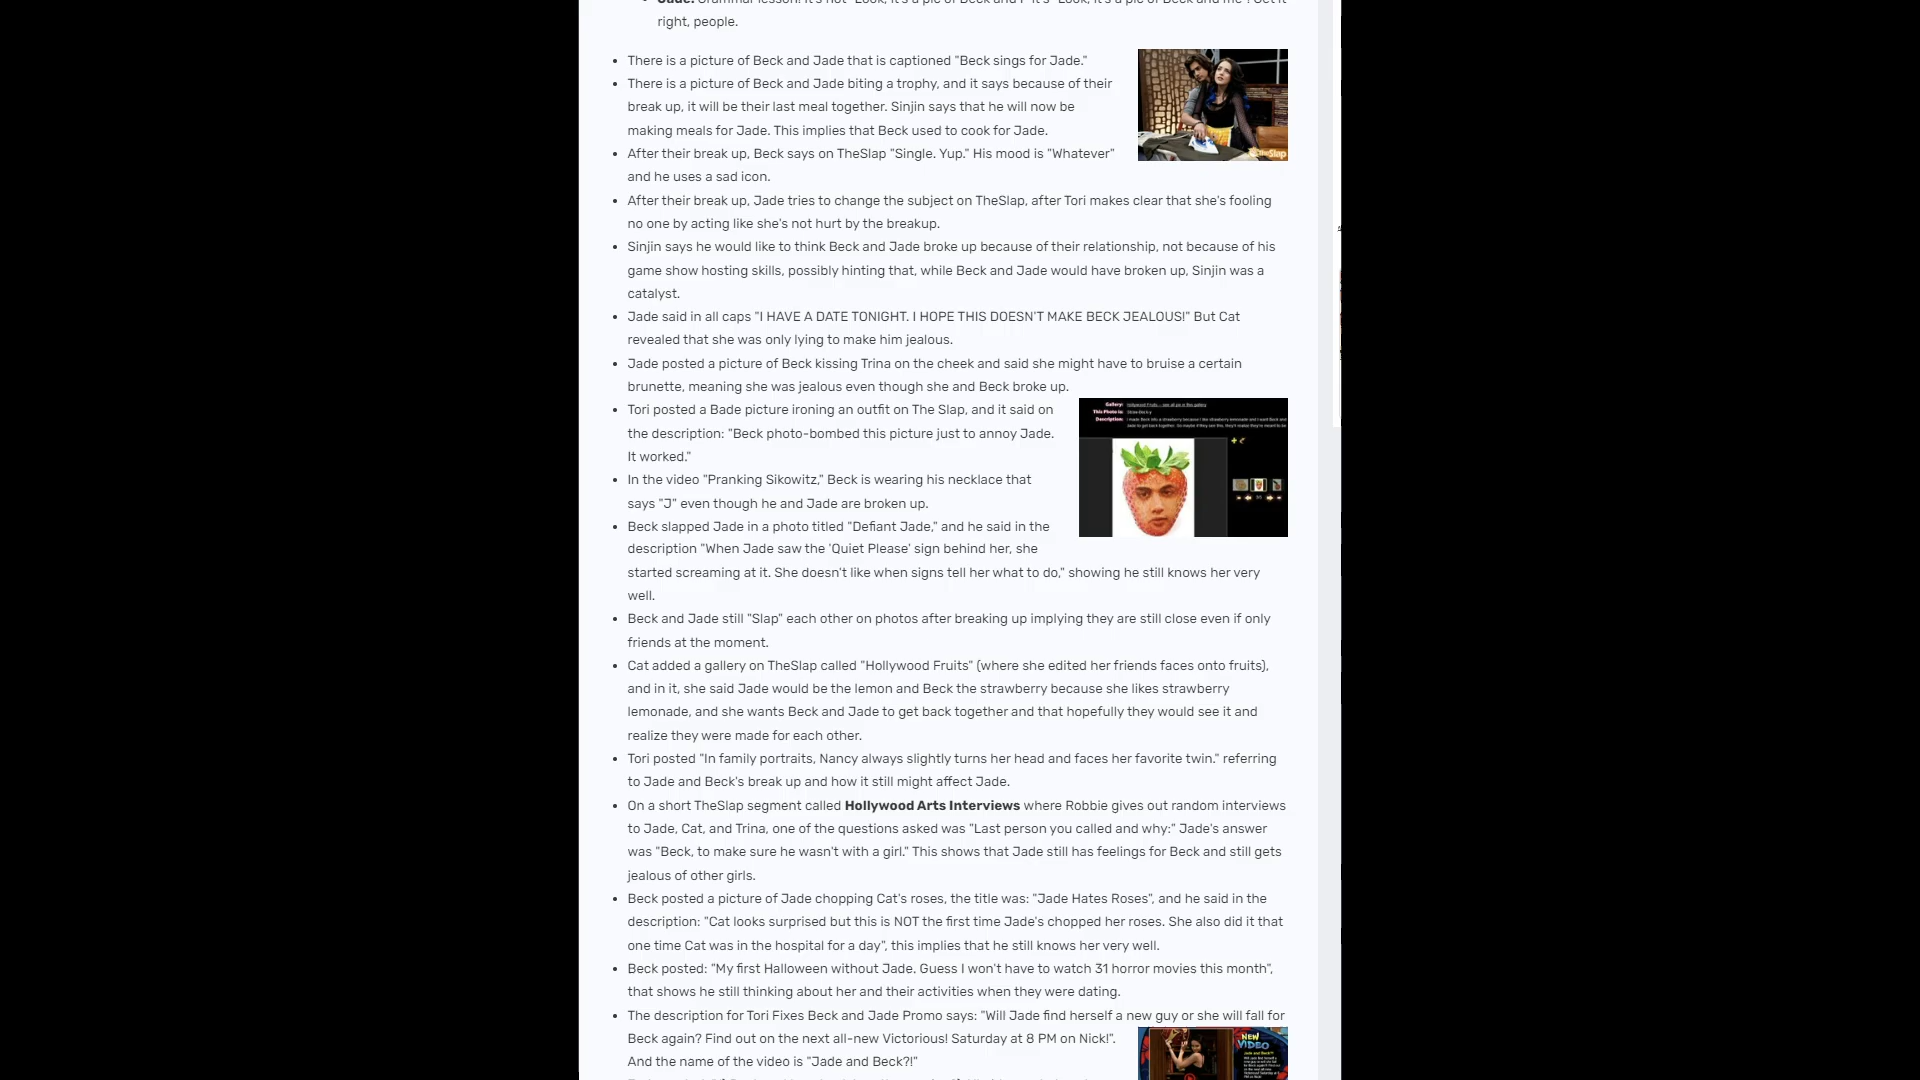 right, people.
There is a picture of Beck and Jade that is captioned "Beck sings for Jade."
There is a picture of Beck and Jade biting a trophy, and it says because of their
break up, it will be their last meal together. Sinjin says that he will now be
making meals for Jade. This implies that Beck used to cook for Jade.
TheSlap
After their break up, Beck says on TheSlap "Single. Yup." His mood is "Whatever"
and he uses a sad icon.
After their break up, Jade tries to change the subject on TheSlap, after Tori makes clear that she's fooling
no one by acting like she's not hurt by the breakup.
Sinjin says he would like to think Beck and Jade broke up because of their relationship, not because of his
game show hosting skills, possibly hinting that, while Beck and Jade would have broken up, Sinjin was a
catalyst.
Jade said in all caps "I HAVE A DATE TONIGHT. I HOPE THIS DOESN'T MAKE BECK JEALOUS!" But Cat
revealed that she was only lying to make him jealous.
Jade posted a picture of Beck kissing Trina on the cheek and said she might have to bruise a certain
brunette, meaning she was jealous even though she and Beck broke up.
Tori posted a Bade picture ironing an outfit on The Slap, and it said on
the description: "Beck photo-bombed this picture just to annoy Jade.
It worked."
Gallery:
This Photo is:
Description:
In the video "Pranking Sikowitz," Beck is wearing his necklace that
says "J" even though he and Jade are broken up.
Beck slapped Jade in a photo titled "Defiant Jade," and he said in the
description "When Jade saw the 'Quiet Please' sign behind her, she
started screaming at it. She doesn't like when signs tell her what to do," showing he still knows her very
well.
Beck and Jade still "Slap" each other on photos after breaking up implying they are still close even if only
friends at the moment.
Cat added a gallery on TheSlap called "Hollywood Fruits" (where she edited her friends faces onto fruits),
and in it, she said Jade would be the lemon and Beck the strawberry because she likes strawberry
lemonade, and she wants Beck and Jade to get back together and that hopefully they would see it and
realize they were made for each other.
Tori posted "In family portraits, Nancy always slightly turns her head and faces her favorite twin." referring
to Jade and Beck's break up and how it still might affect Jade.
On a short TheSlap segment called Hollywood Arts Interviews where Robbie gives out random interviews
to Jade, Cat, and Trina, one of the questions asked was "Last person you called and why:" Jade's answer
was "Beck, to make sure he wasn't with a girl." This shows that Jade still has feelings for Beck and still gets
jealous of other girls.
Beck posted a picture of Jade chopping Cat's roses, the title was: "Jade Hates Roses", and he said in the
description: "Cat looks surprised but this is NOT the first time Jade's chopped her roses. She also did it that
one time Cat was in the hospital for a day", this implies that he still knows her very well.
Beck posted: "My first Halloween without Jade. Guess I won't have to watch 31 horror movies this month",
that shows he still thinking about her and their activities when they were dating.
The description for Tori Fixes Beck and Jade Promo says: "Will Jade find herself a new guy or she will fall for
Beck again? Find out on the next all-new Victorious! Saturday at 8 PM on Nick!".
And the name of the video is "Jade and Beck?!"
NEW
VIDEO